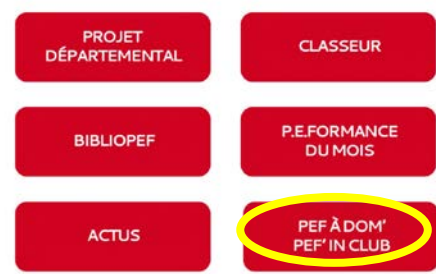 PROJET
DÉPARTEMENTAL
CLASSEUR
BIBLIOPEF
P.E.FORMANCE
DU MOIS
ACTUS
PEF À DOM'
PEF' IN CLUB